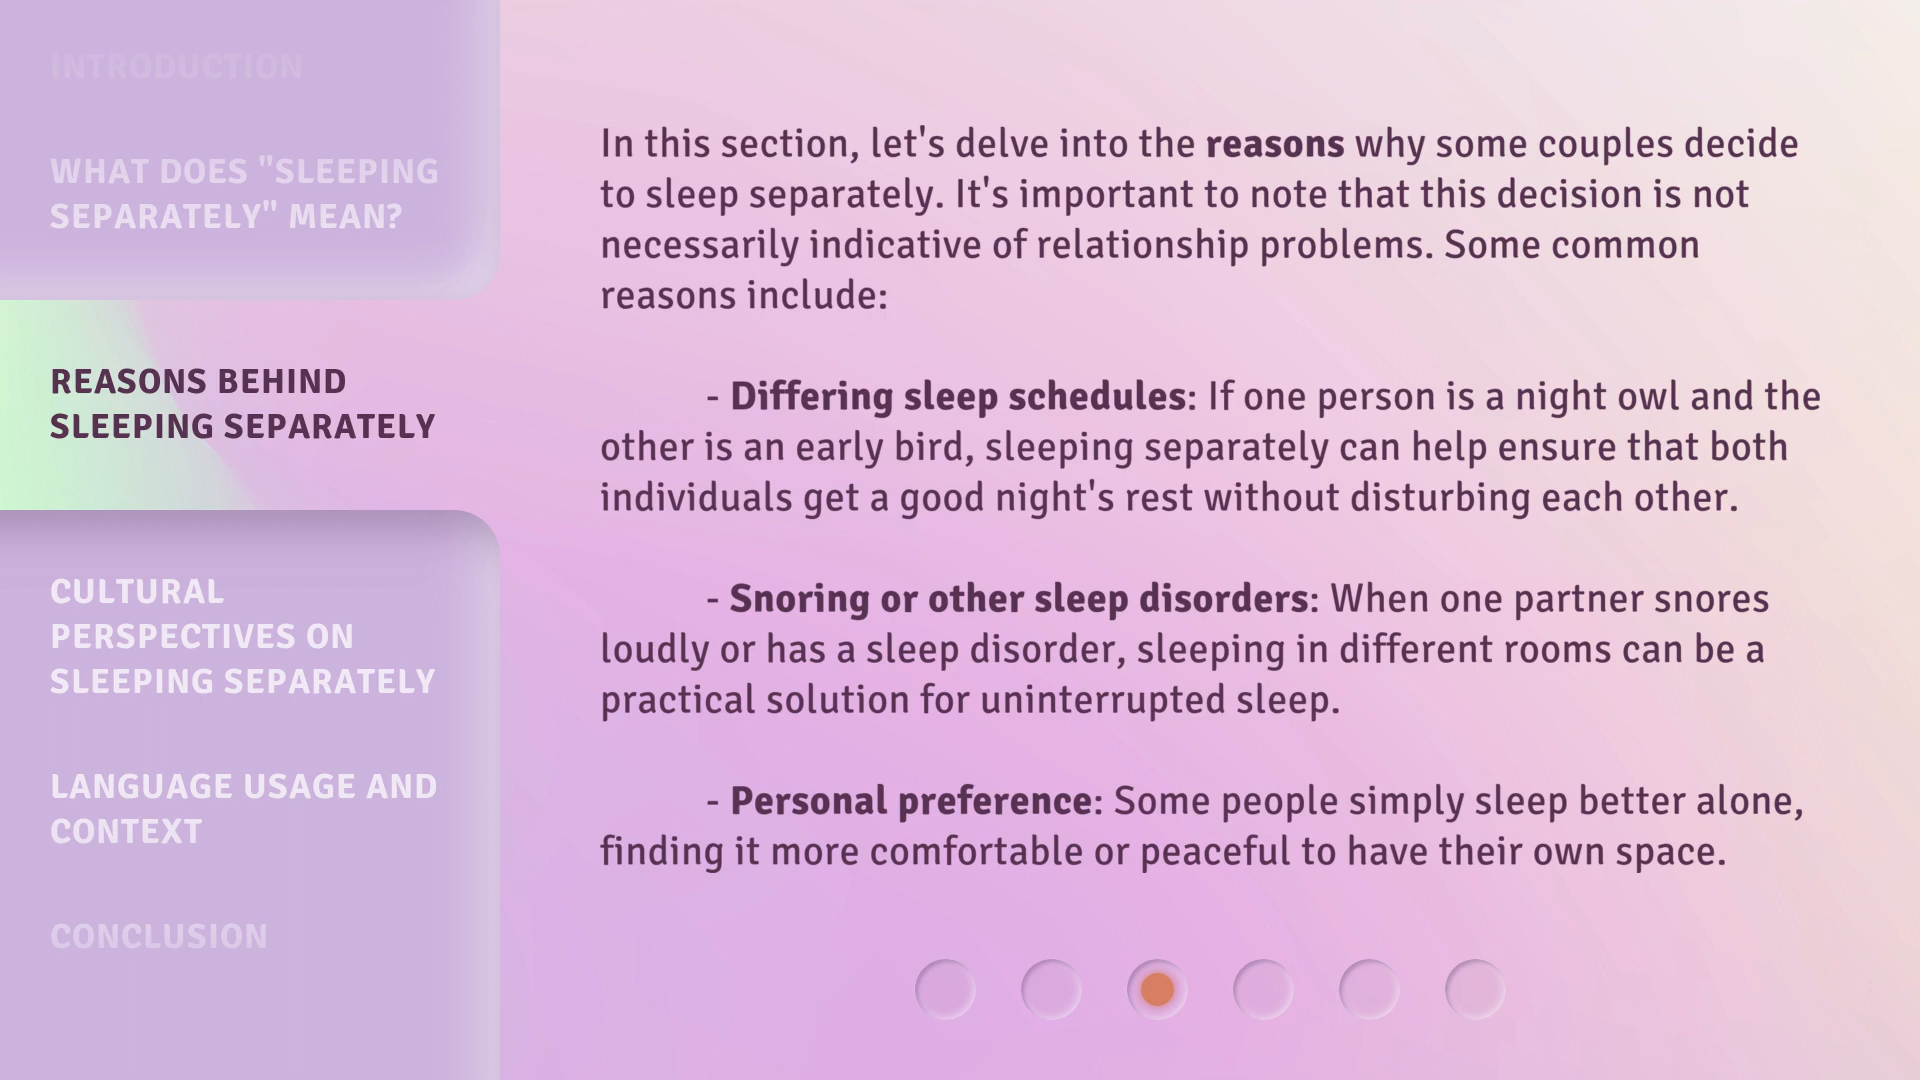 INTRODUCTION
WHAT DOES "SLEEPING
SEPARATELY" MEAN?
REASONS BEHIND
SLEEPING SEPARATELY
CULTURAL
PERSPECTIVES ON
SLEEPING SEPARATELY
LANGUAGE USAGE AND
CONTEXT
CONCLUSION
In this section, let's delve into the reasons why some couples decide
to sleep separately. It's important to note that this decision is not
necessarily indicative of relationship problems. Some common
reasons include:
- Differing sleep schedules: If one person is a night owl and the
other is an early bird, sleeping separately can help ensure that both
individuals get a good night's rest without disturbing each other.
- Snoring or other sleep disorders: When one partner snores
loudly or has a sleep disorder, sleeping in different rooms can be a
practical solution for uninterrupted sleep.
- Personal preference: Some people simply sleep better alone,
finding it more comfortable or peaceful to have their own space.